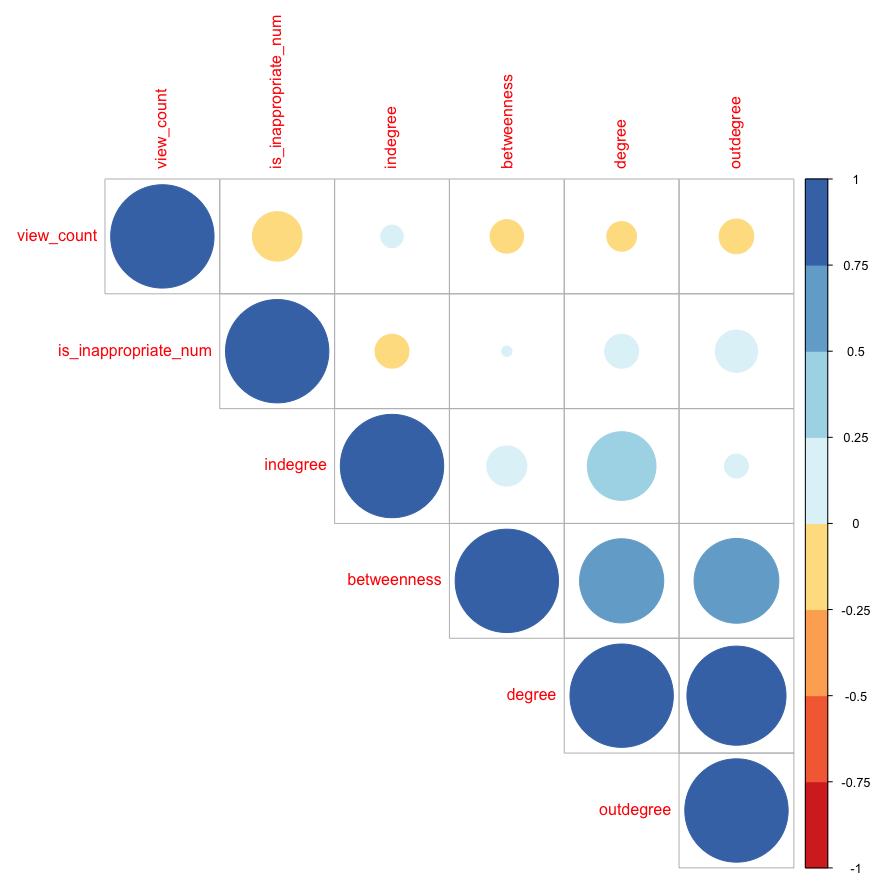 view_count
is_inappropriate_num
indegree
betweenness
degree
outdegree
view_count
is_inappropriate_num
indegree
betweenness
degree
outdegree
1
0.75
0.5
0.25
0
-0.25
-0.5
-0.75
-1